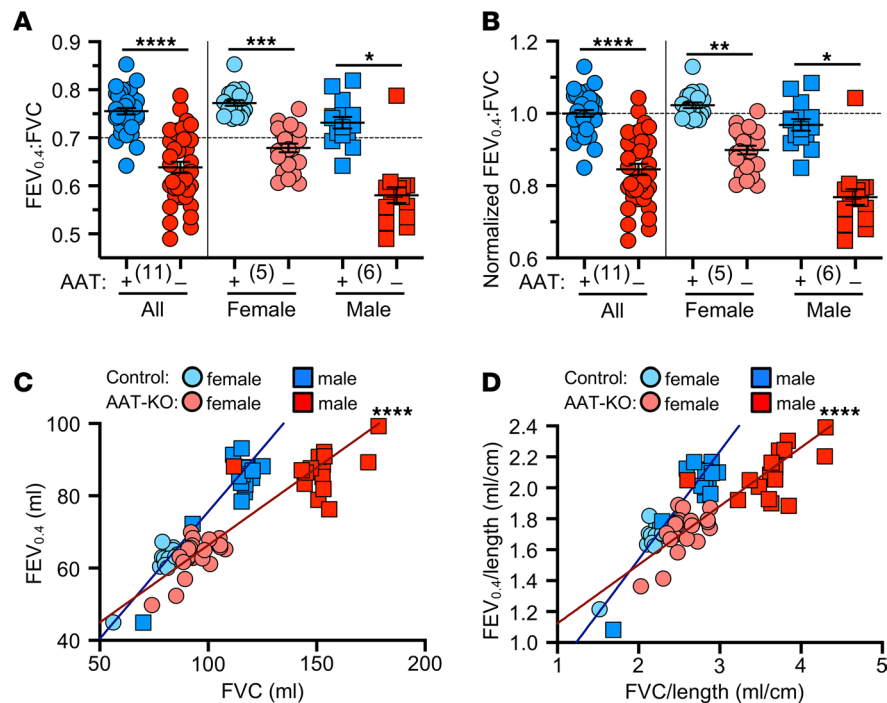 A
B
**** *** *
**** ** *
0.9
0.8
0.7
0.6
0.5
FEV0.4:FVC
1.2
1.0
0.8
0.6
Normalized FEV0.4:FVC
AAT: + (11) – + (5) – + (6) –
All Female Male
AAT: + (11) – + (5) – + (6) –
All Female Male
C
Control: female male
AAT-KO: female male
****
100
80
60
40
FEV0.4 (ml)
50 100 150 200
FVC (ml)
D
Control: female male
AAT-KO: female male
****
2.4
2.2
2.0
1.8
1.6
1.4
1.2
1.0
FEV0.4/length (ml/cm)
1 2 3 4 5
FVC/length (ml/cm)